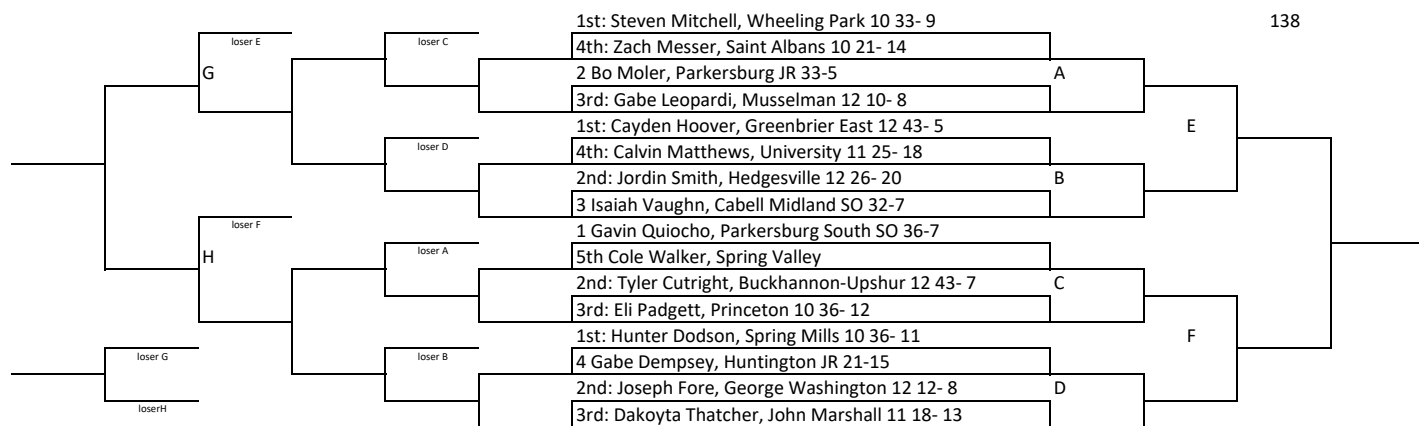 1st: Steven Mitchell, Wheeling Park 10 33- 9
138
loser E
loser C
4th: Zach Messer, Saint Albans 10 21- 14
G
2 Bo Moler, Parkersburg JR 33-5
A
3rd: Gabe Leopardi, Musselman 12 10- 8
1st: Cayden Hoover, Greenbrier East 12 43- 5
E
loser D
4th: Calvin Matthews, University 11 25- 18
2nd: Jordin Smith, Hedgesville 12 26- 20
B
3 Isaiah Vaughn, Cabell Midland SO 32-7
loser F
1 Gavin Quiocho, Parkersburg South SO 36-7
H
loser A
5th Cole Walker, Spring Valley
2nd: Tyler Cutright, Buckhannon-Upshur 12 43- 7
C
3rd: Eli Padgett, Princeton 10 36- 12
1st: Hunter Dodson, Spring Mills 10 36- 11
F
loser G
loser B
4 Gabe Dempsey, Huntington JR 21-15
2nd: Joseph Fore, George Washington 12 12- 8
D
loserH
3rd: Dakoyta Thatcher, John Marshall 11 18- 13